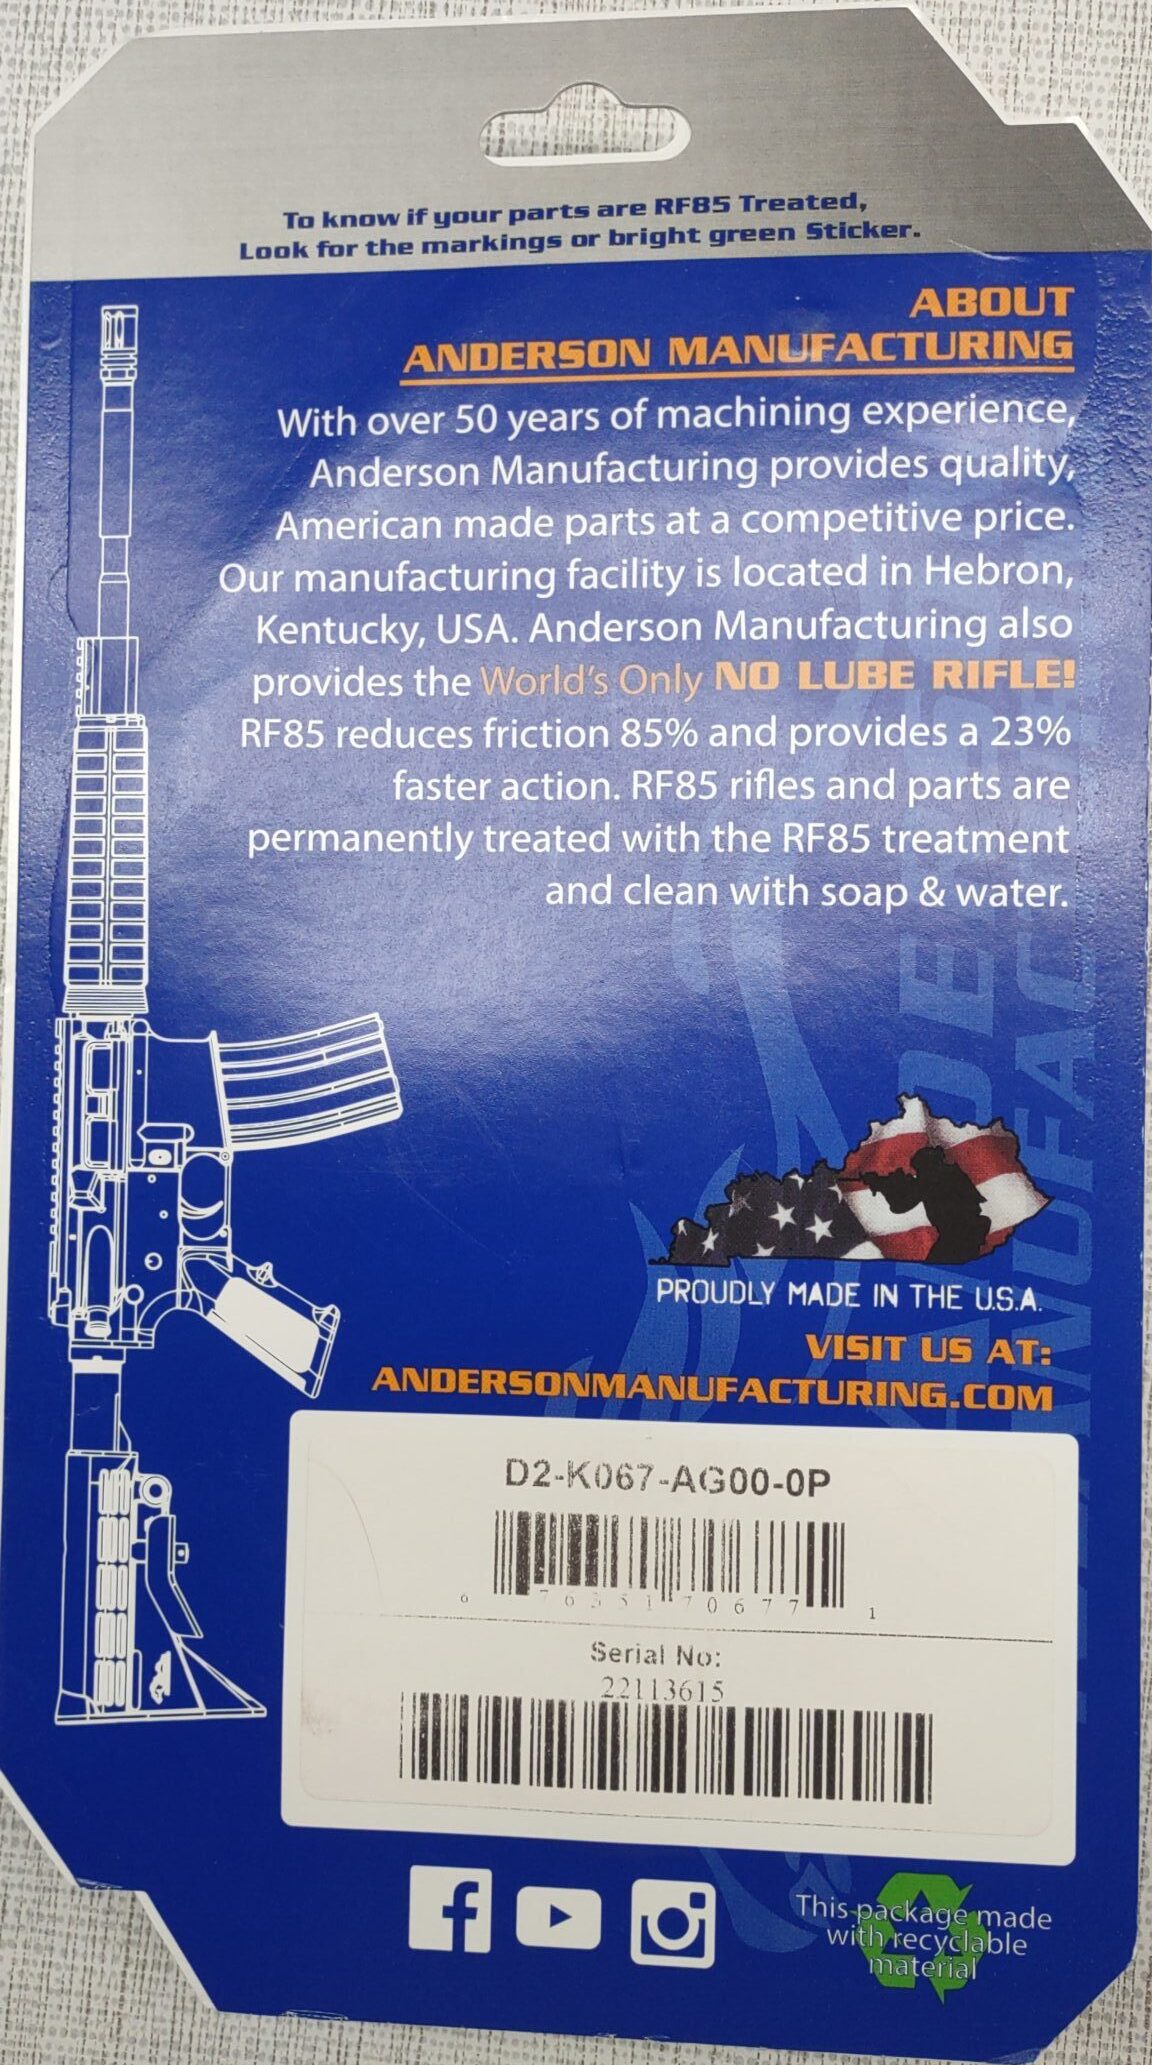 To know if your parts are RF85 Treated,
Look for the markings or bright green Sticker.
ABOUT
ANDERSON MANUFACTURING
With over 50 years of machining experience,
Anderson Manufacturing provides quality,
American made parts at a competitive price.
Our manufacturing facility is located in Hebron,
Kentucky, USA. Anderson Manufacturing also
provides the World's Only NO LUBE RIFLE!
RF85 reduces friction 85% and provides a 23%
faster action. RF85 rifles and parts are
permanently treated with the RF85 treatment
and clean with soap & water.
PROUDLY MADE IN THE U.S.A.
VISIT US AT:
ANDERSONMANUFACTURING.COM
D2-K067-AG00-0P
6 76351 70677 1
Serial No:
22113615
This package made
with recyclable
material